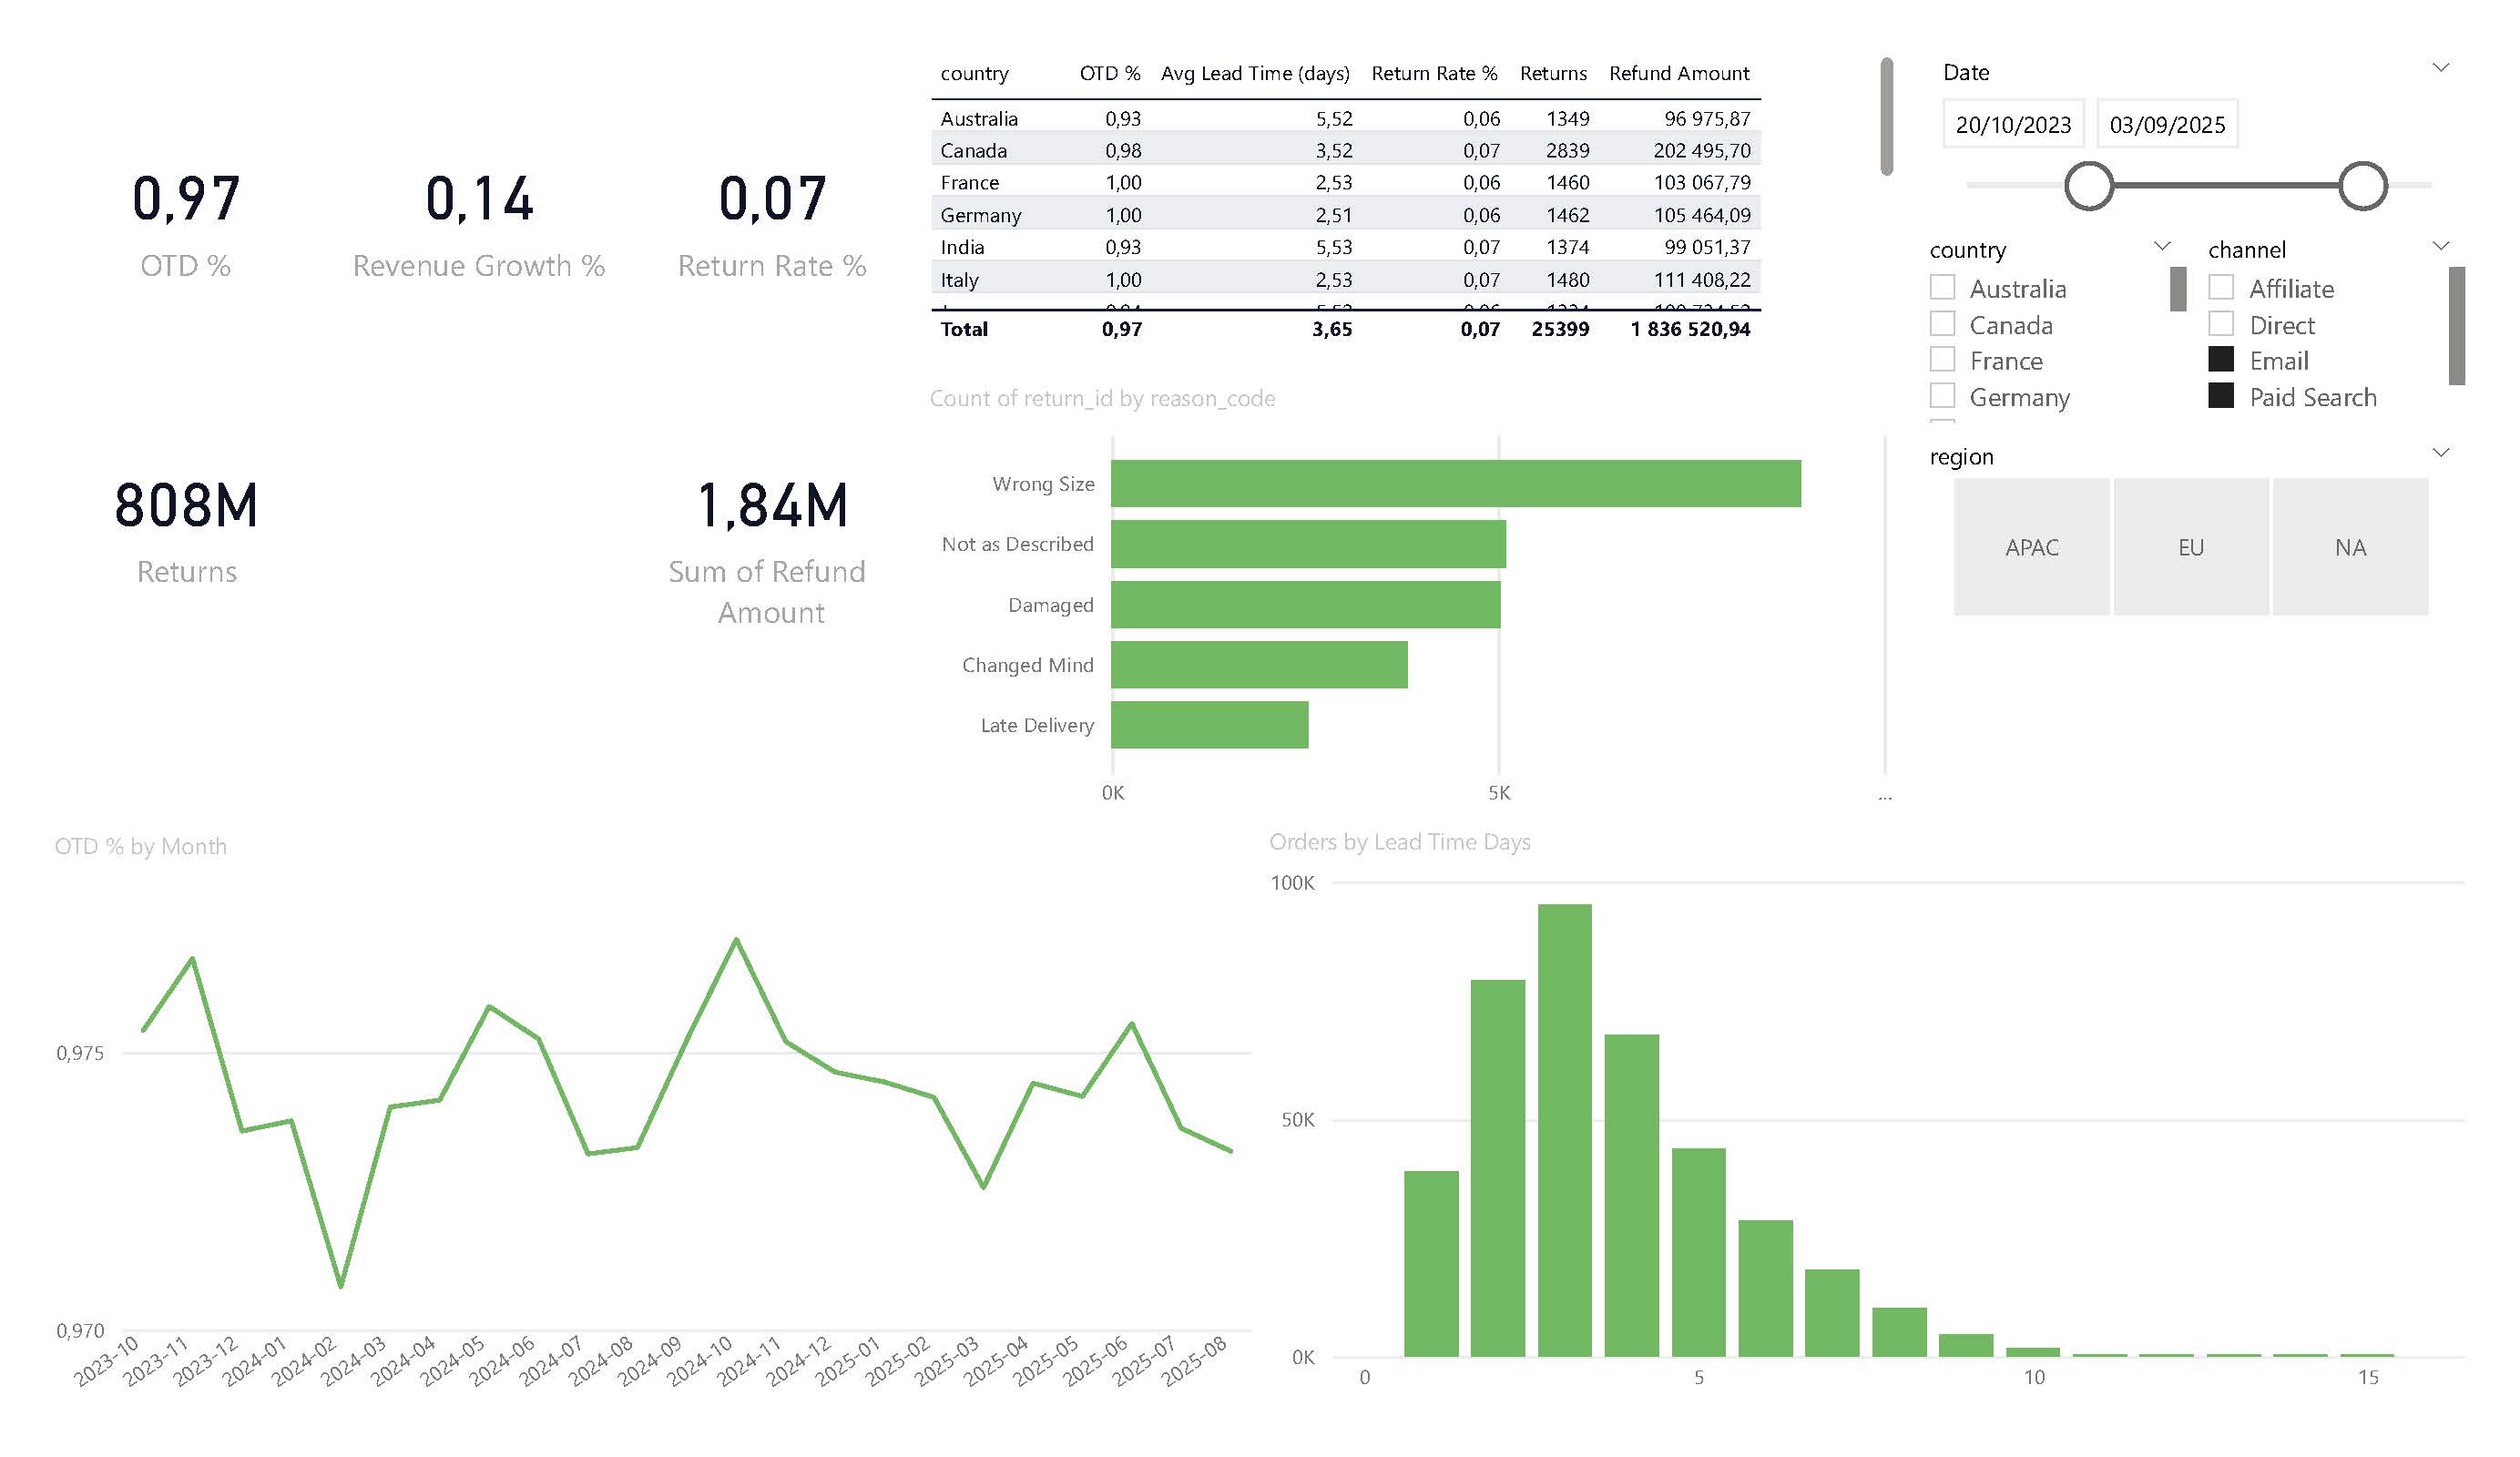 0,97
OTD %
0,14
Revenue Growth %
0,07
Return Rate %
808M
Returns
1,84M
Sum of Refund
Amount
country OTD % Avg Lead Time (days) Return Rate % Returns Refund Amount
Australia 0,93 5,52 0,06 1349 96 975,87
Canada 0,98 3,52 0,07 2839 202 495,70
France 1,00 2,53 0,06 1460 103 067,79
Germany 1,00 2,51 0,06 1462 105 464,09
India 0,93 5,53 0,07 1374 99 051,37
Italy 1,00 2,53 0,07 1480 111 408,22
Total 0,97 3,65 0,07 25399 1 836 520,94
Date
20/10/2023 03/09/2025
country
Australia
Canada
France
Germany
channel
Affiliate
Direct
Email
Paid Search
region
APAC EU NA
Count of return_id by reason_code
Wrong Size
Not as Described
Damaged
Changed Mind
Late Delivery
0K 5K ...
OTD % by Month
0,975
0,970
2023-10 2023-11 2023-12 2024-01 2024-02 2024-03 2024-04 2024-05 2024-06 2024-07 2024-08 2024-09 2024-10 2024-11 2024-12 2025-01 2025-02 2025-03 2025-04 2025-05 2025-06 2025-07 2025-08
Orders by Lead Time Days
100K
50K
0K
0 5 10 15